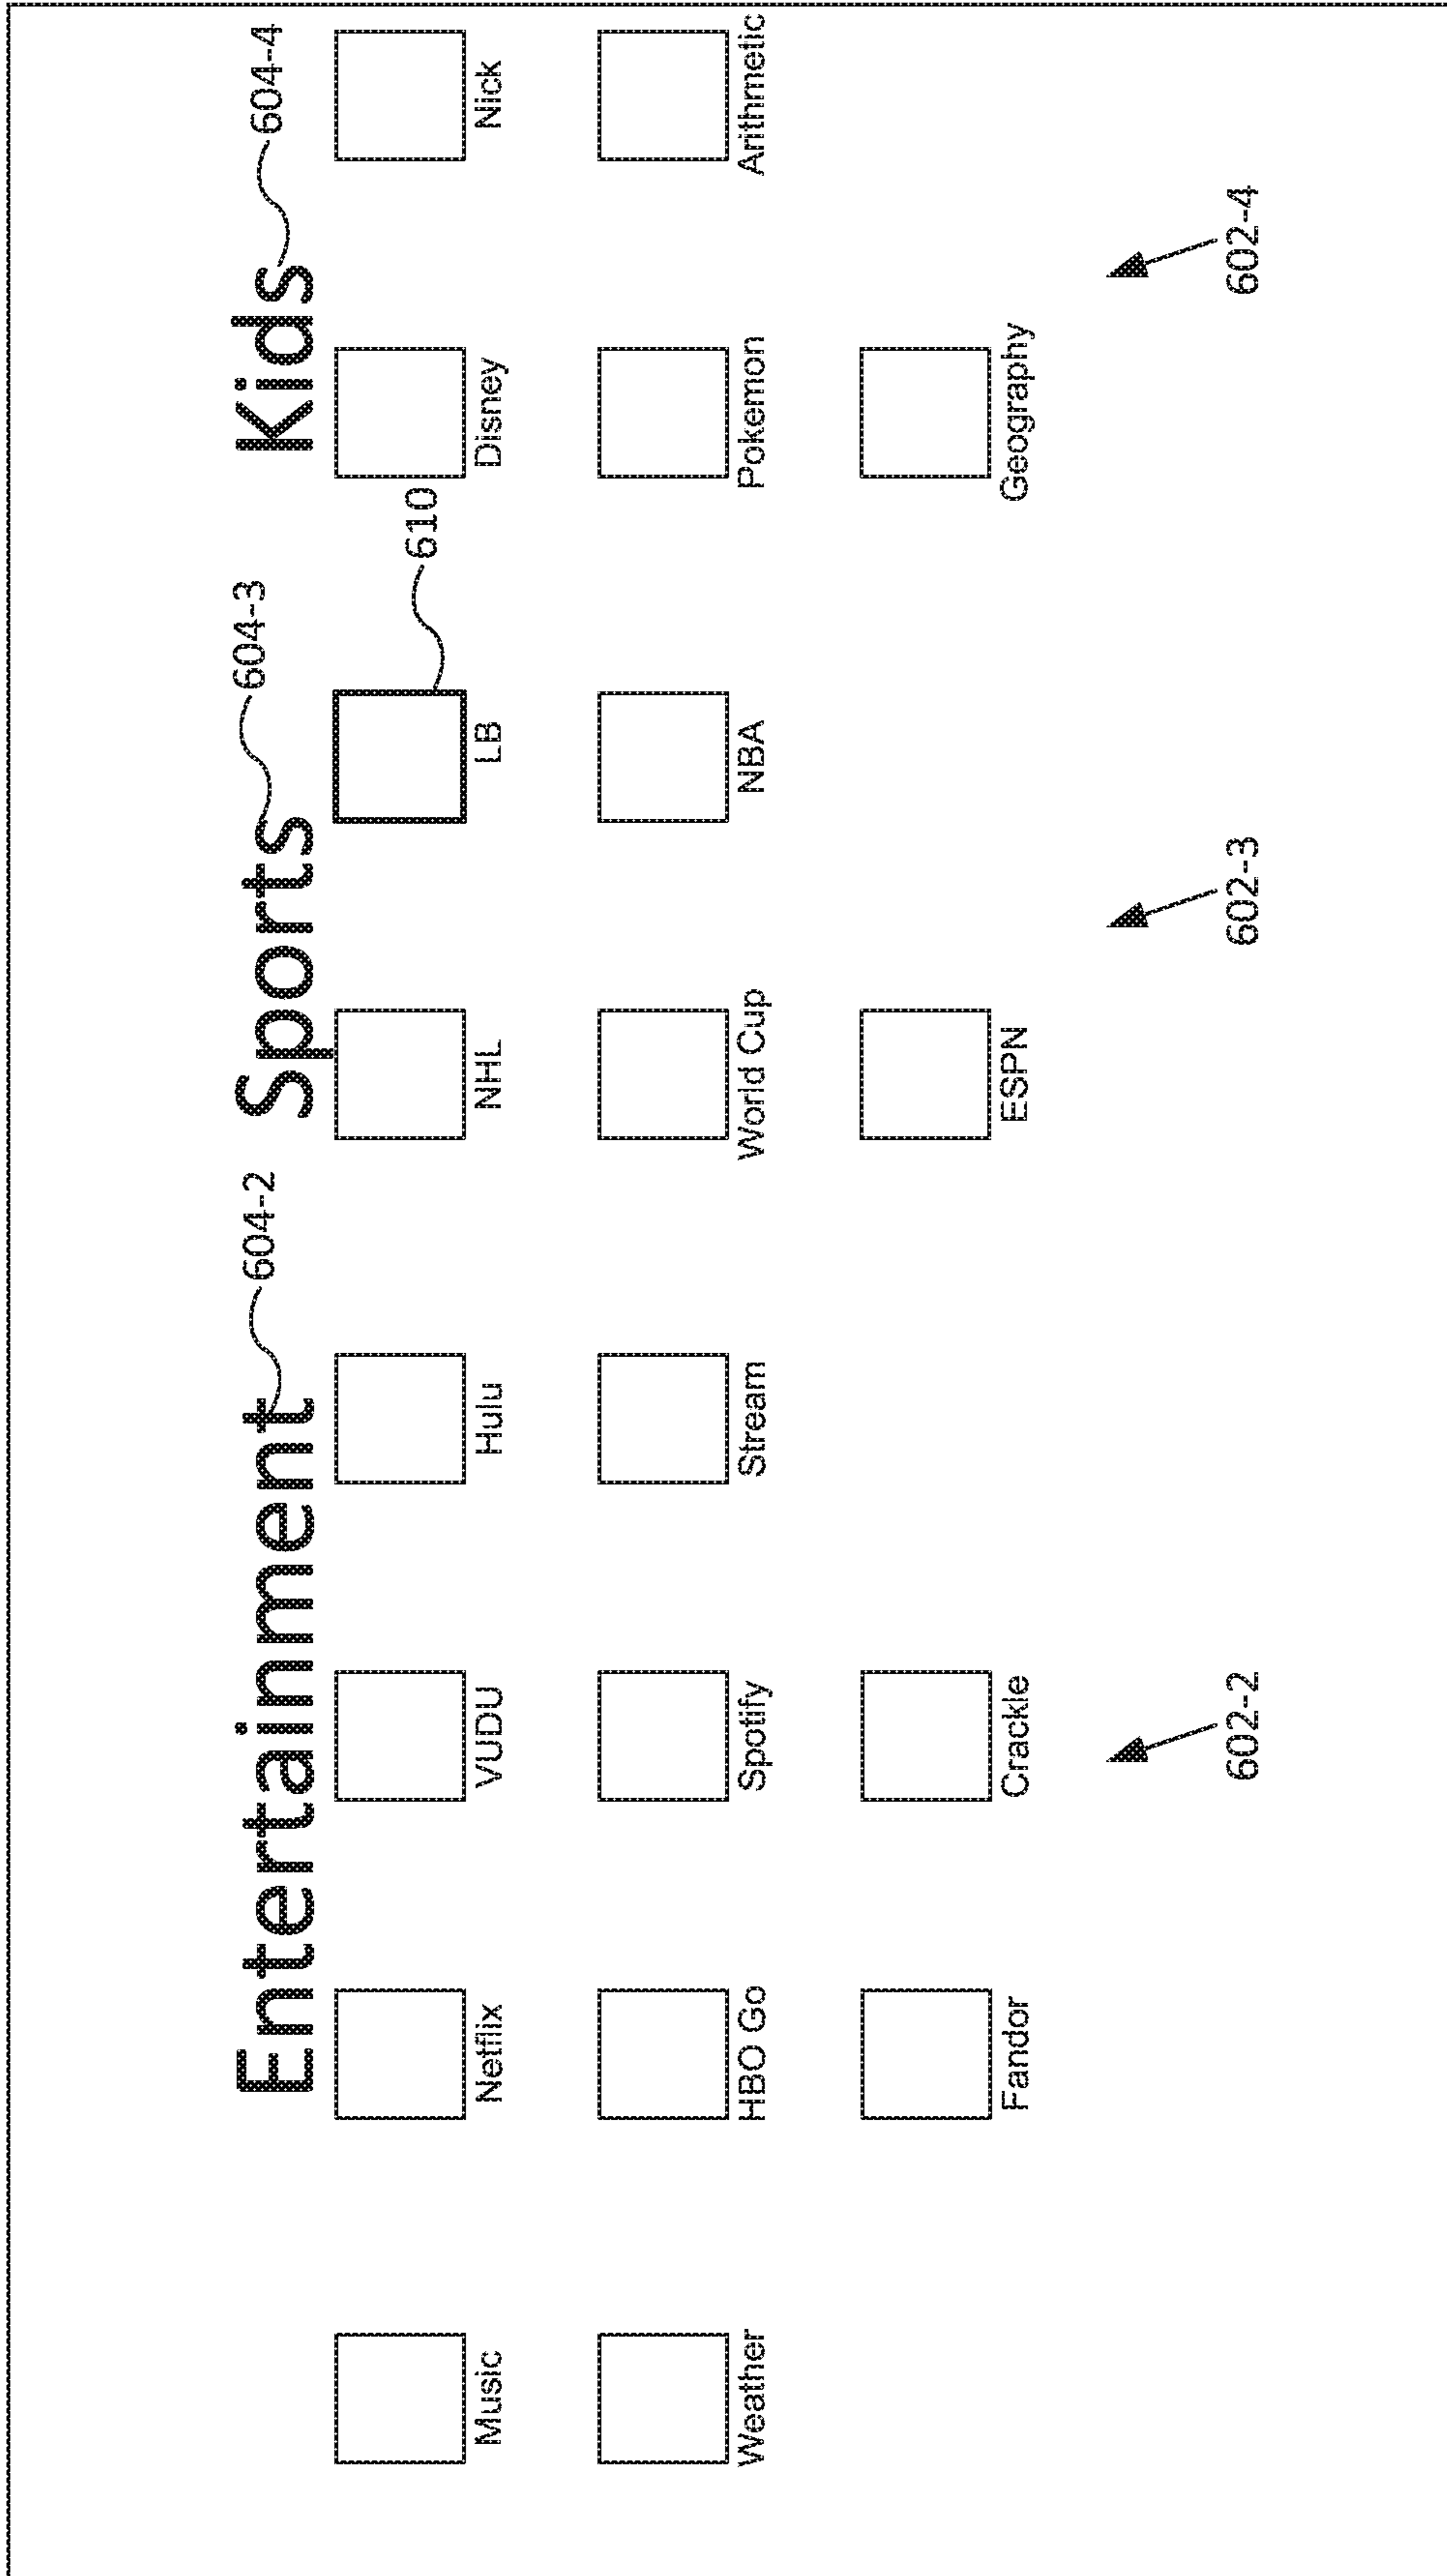 604-2
604-3
604-4
Entertainment
Sports
Kids
610
Music
Netflix
VUDU
Hulu
NHL
LB
Disney
Nick
Weather
HBO Go
Spotify
Stream
World Cup
NBA
Pokemon
Arithmetic
Fandor
Crackle
ESPN
Geography
602-2
602-3
602-4